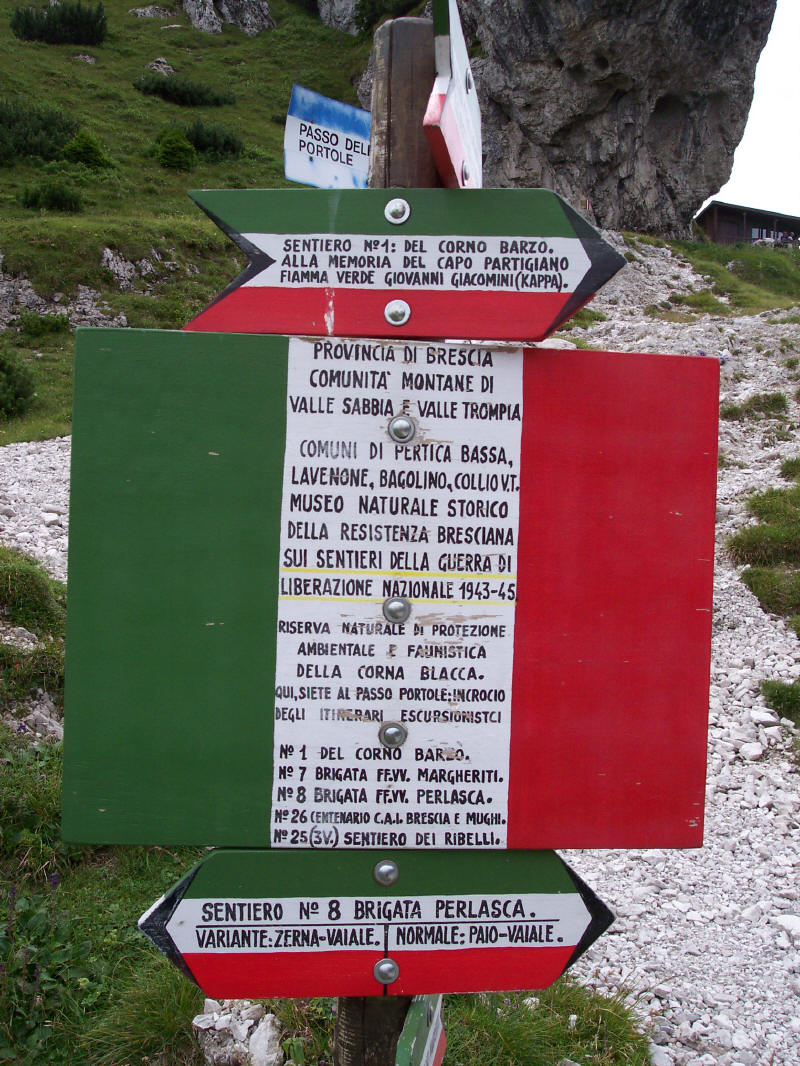 PASSO DEL
PORTOLE
SENTIERO Nº1: DEL CORNO BARZO.
ALLA MEMORIA DEL CAPO PARTIGIANO
FIAMMA VERDE GIOVANNI GIACOMINI (KAPPA).
PROVINCIA DI BRESCIA
COMUNITA' MONTANE DI
VALLE SABBIA E VALLE TROMPIA
COMUNI DI PERTICA BASSA,
LAVENONE, BAGOLINO, COLLIO V.T.
MUSEO NATURALE STORICO
DELLA RESISTENZA BRESCIANA
SUI SENTIERI DELLA GUERRA DI
LIBERAZIONE NAZIONALE 1943-45
RISERVA NATURALE DI PROTEZIONE
AMBIENTALE E FAUNISTICA
DELLA CORNA BLACCA.
QUI, SIETE AL PASSO PORTOLE: INCROCIO
DEGLI ITINERARI ESCURSIONISTCI
Nº1 DEL CORNO BARZO.
Nº7 BRIGATA FF.VV. MARGHERITI.
Nº8 BRIGATA FF.VV. PERLASCA.
Nº26 CENTENARIO C.A.I. BRESCIA E MUGHI.
Nº25 (3V.) SENTIERO DEI RIBELLI.
SENTIERO Nº 8 BRIGATA PERLASCA.
VARIANTE: ZERNA-VAIALE. NORMALE: PAIO-VAIALE.